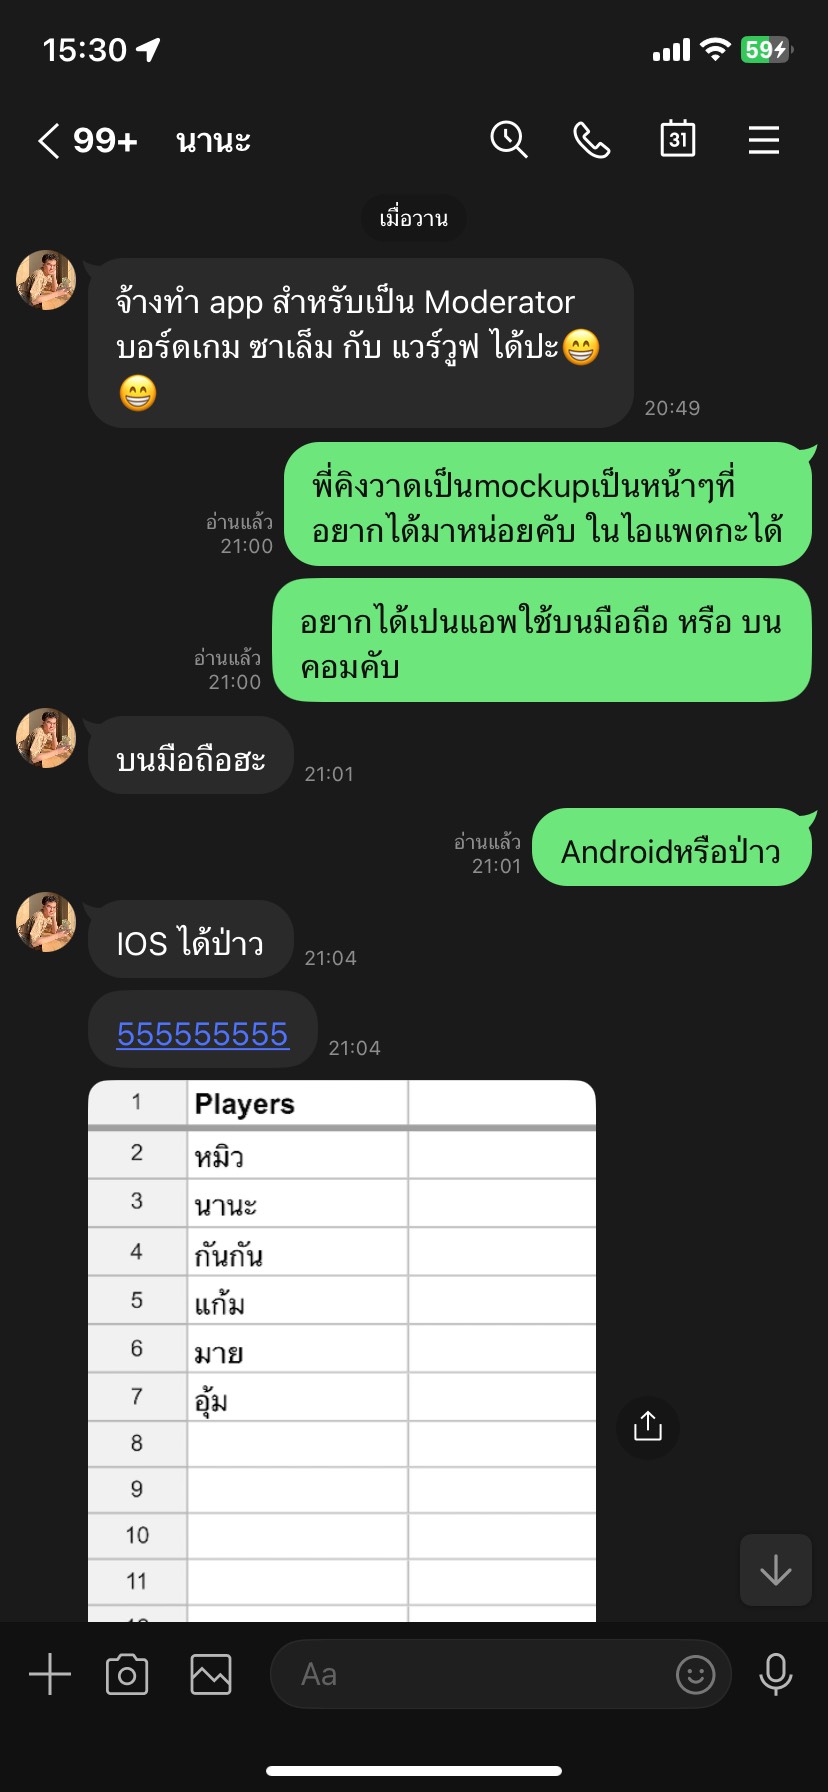 15:30
59
99+ นานะ
31
เมื่อวาน
จ้างทำ app สำหรับเป็น Moderator
บอร์ดเกม ซาเล็ม กับ แวร์วูฟ ได้ปะ😁
😁
20:49
พี่คิงวาดเป็นmockupเป็นหน้าๆที่
อยากได้มาหน่อยคับ ในไอแพดกะได้
อ่านแล้ว
21:00
อยากได้เปนแอพใช้บนมือถือ หรือ บน
คอมคับ
อ่านแล้ว
21:00
บนมือถือฮะ
21:01
Androidหรือป่าว
อ่านแล้ว
21:01
IOS ได้ป่าว
21:04
555555555
21:04
1 Players
2 หมิว
3 นานะ
4 กันกัน
5 แก้ม
6 มาย
7 อุ้ม
8
9
10
11
Aa